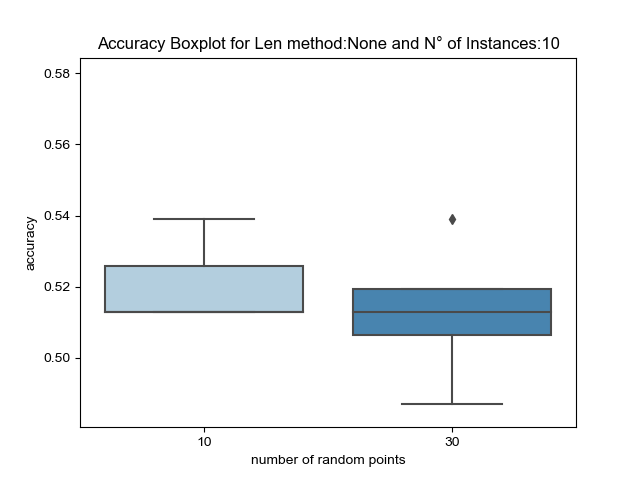 Accuracy Boxplot for Len method:None and N° of Instances:10
0.58
0.56
0.54
0.52
0.50
accuracy
10
30
number of random points